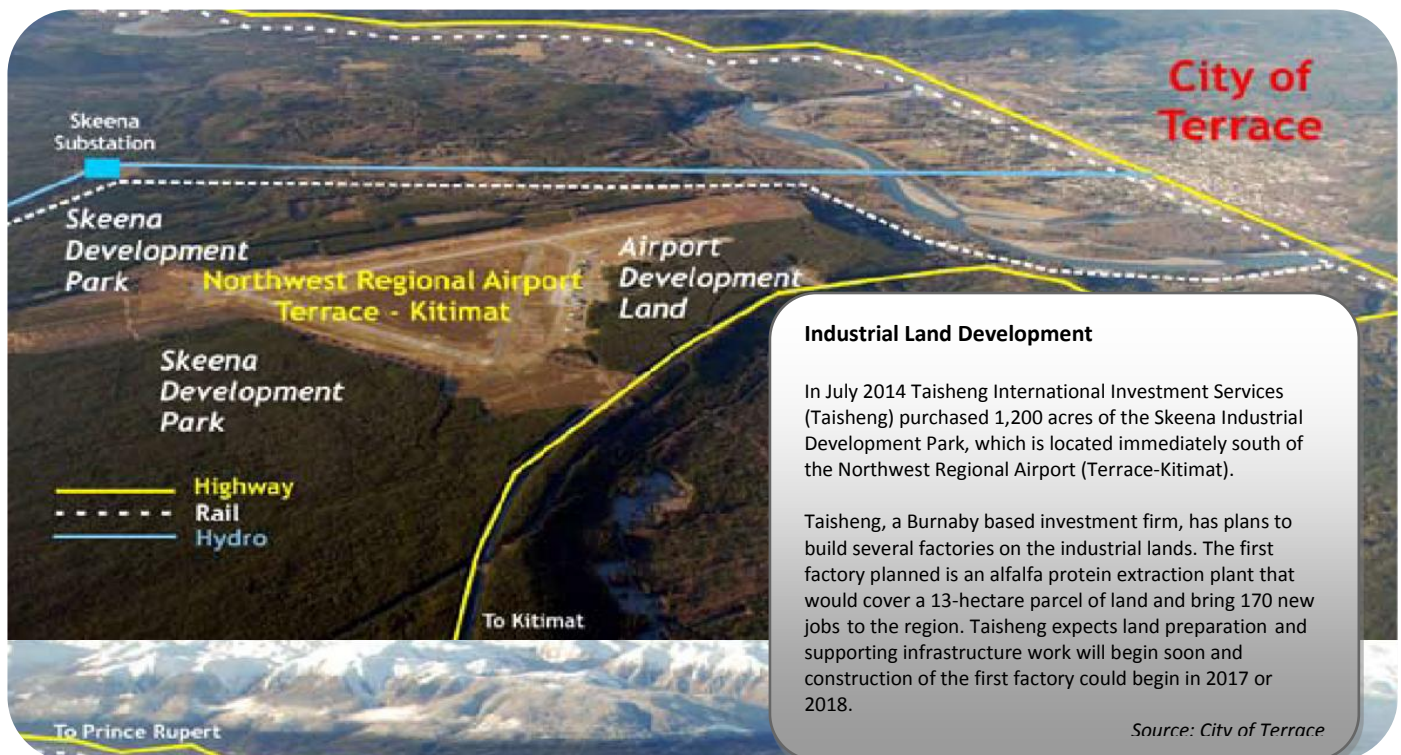 City of
Terrace
Skeena
Substation
Skeena
Development
Park
Northwest Regional Airport
Terrace - Kitimat
Airport
Development
Land
Skeena
Development
Park
Highway
Rail
Hydro
To Kitimat
To Prince Rupert
Industrial Land Development
In July 2014 Taisheng International Investment Services
(Taisheng) purchased 1,200 acres of the Skeena Industrial
Development Park, which is located immediately south of
the Northwest Regional Airport (Terrace-Kitimat).
Taisheng, a Burnaby based investment firm, has plans to
build several factories on the industrial lands. The first
factory planned is an alfalfa protein extraction plant that
would cover a 13-hectare parcel of land and bring 170 new
jobs to the region. Taisheng expects land preparation and
supporting infrastructure work will begin soon and
construction of the first factory could begin in 2017 or
2018.
Source: City of Terrace